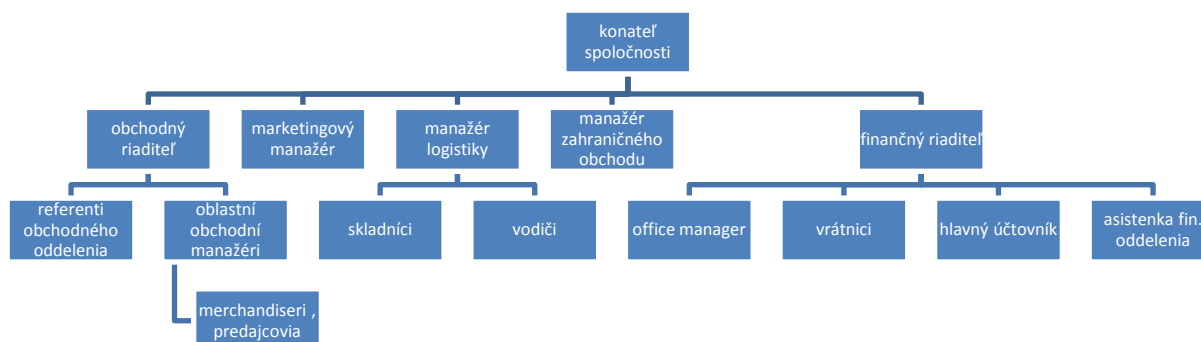 konateľ
spoločnosti
obchodný
riaditeľ
marketingový
manažér
manažér
logistiky
manažér
zahraničného
obchodu
finančný riaditeľ
referenti
obchodného
oddelenia
oblastní
obchodní
manažéri
skladníci
vodiči
office manager
vrátnici
hlavný účtovník
asistenka fin.
oddelenia
merchandiseri ,
predajcovia